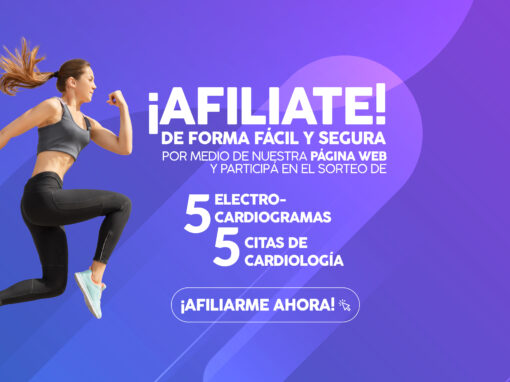 ¡AFILIATE!
DE FORMA FÁCIL Y SEGURA
POR MEDIO DE NUESTRA PÁGINA WEB
Y PARTICIPÁ EN EL SORTEO DE
5 ELECTRO-
CARDIOGRAMAS
5 CITAS DE
CARDIOLOGÍA
¡AFILIARME AHORA!